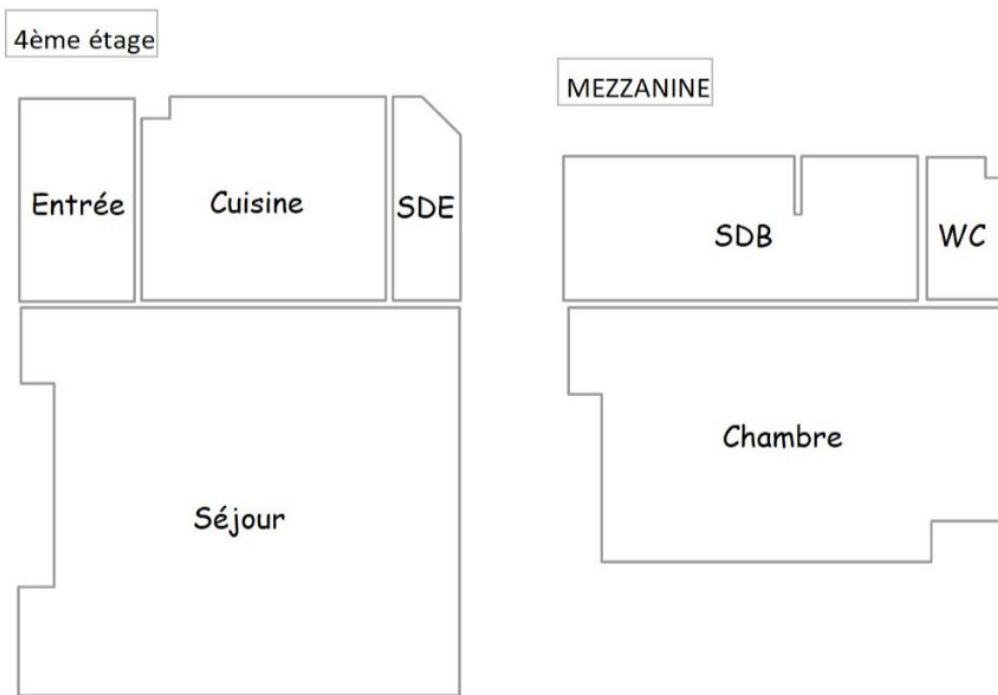 4ème étage
MEZZANINE
Entrée
Cuisine
SDE
SDB
WC
Chambre
Séjour